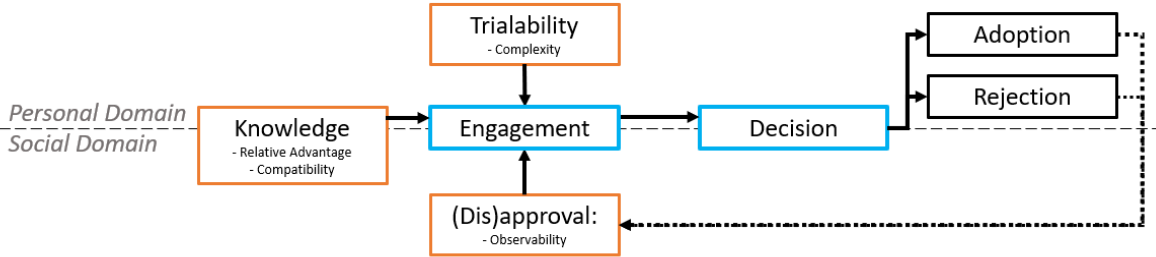 Trialability
- Complexity
Adoption
Rejection
Personal Domain
Social Domain
Knowledge
- Relative Advantage
- Compatibility
Engagement
Decision
(Dis)approval:
- Observability